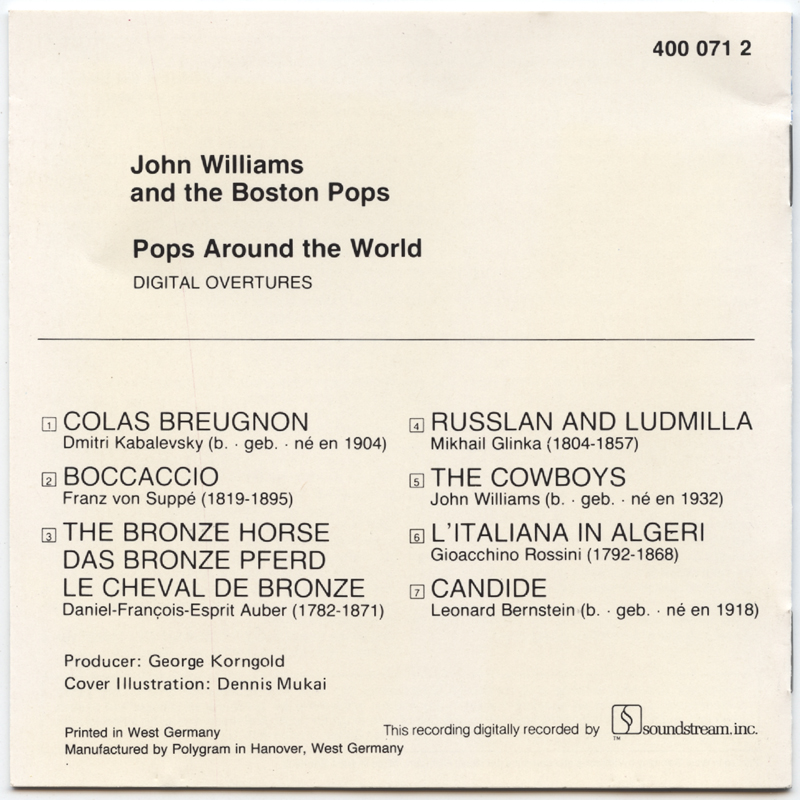 400 071 2
John Williams
and the Boston Pops
Pops Around the World
DIGITAL OVERTURES
1 COLAS BREUGNON
Dmitri Kabalevsky (b. · geb. · né en 1904)
2 BOCCACCIO
Franz von Suppé (1819-1895)
3 THE BRONZE HORSE
DAS BRONZE PFERD
LE CHEVAL DE BRONZE
Daniel-François-Esprit Auber (1782-1871)
4 RUSSLAN AND LUDMILLA
Mikhail Glinka (1804-1857)
5 THE COWBOYS
John Williams (b. · geb. · né en 1932)
6 L'ITALIANA IN ALGERI
Gioacchino Rossini (1792-1868)
7 CANDIDE
Leonard Bernstein (b. · geb. · né en 1918)
Producer: George Korngold
Cover Illustration: Dennis Mukai
Printed in West Germany
Manufactured by Polygram in Hanover, West Germany
This recording digitally recorded by S soundstream.inc.
TM